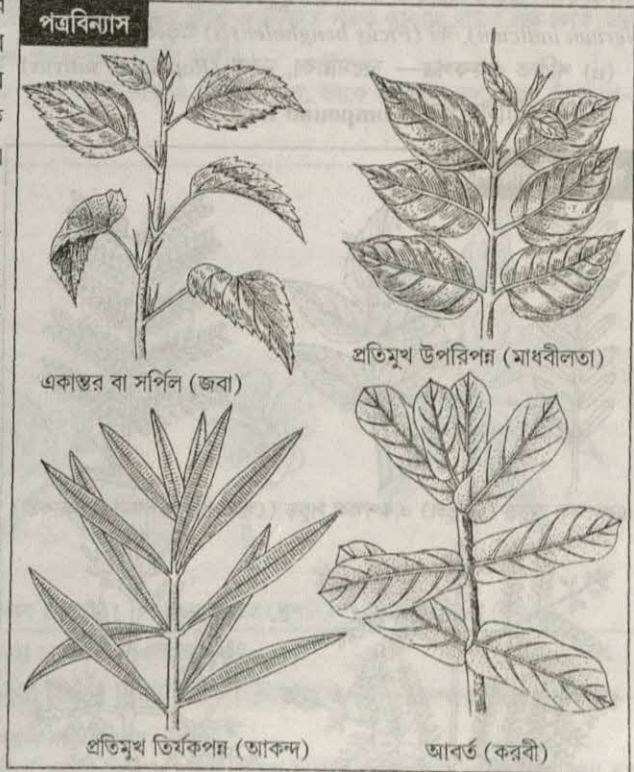 পত্রবিন্যাস
একান্তর বা সর্পিল (জবা)
প্রতিমুখ উপরিপন্ন (মাধবীলতা)
প্রতিমুখ তির্যকপন্ন (আকন্দ)
আবর্ত (করবী)